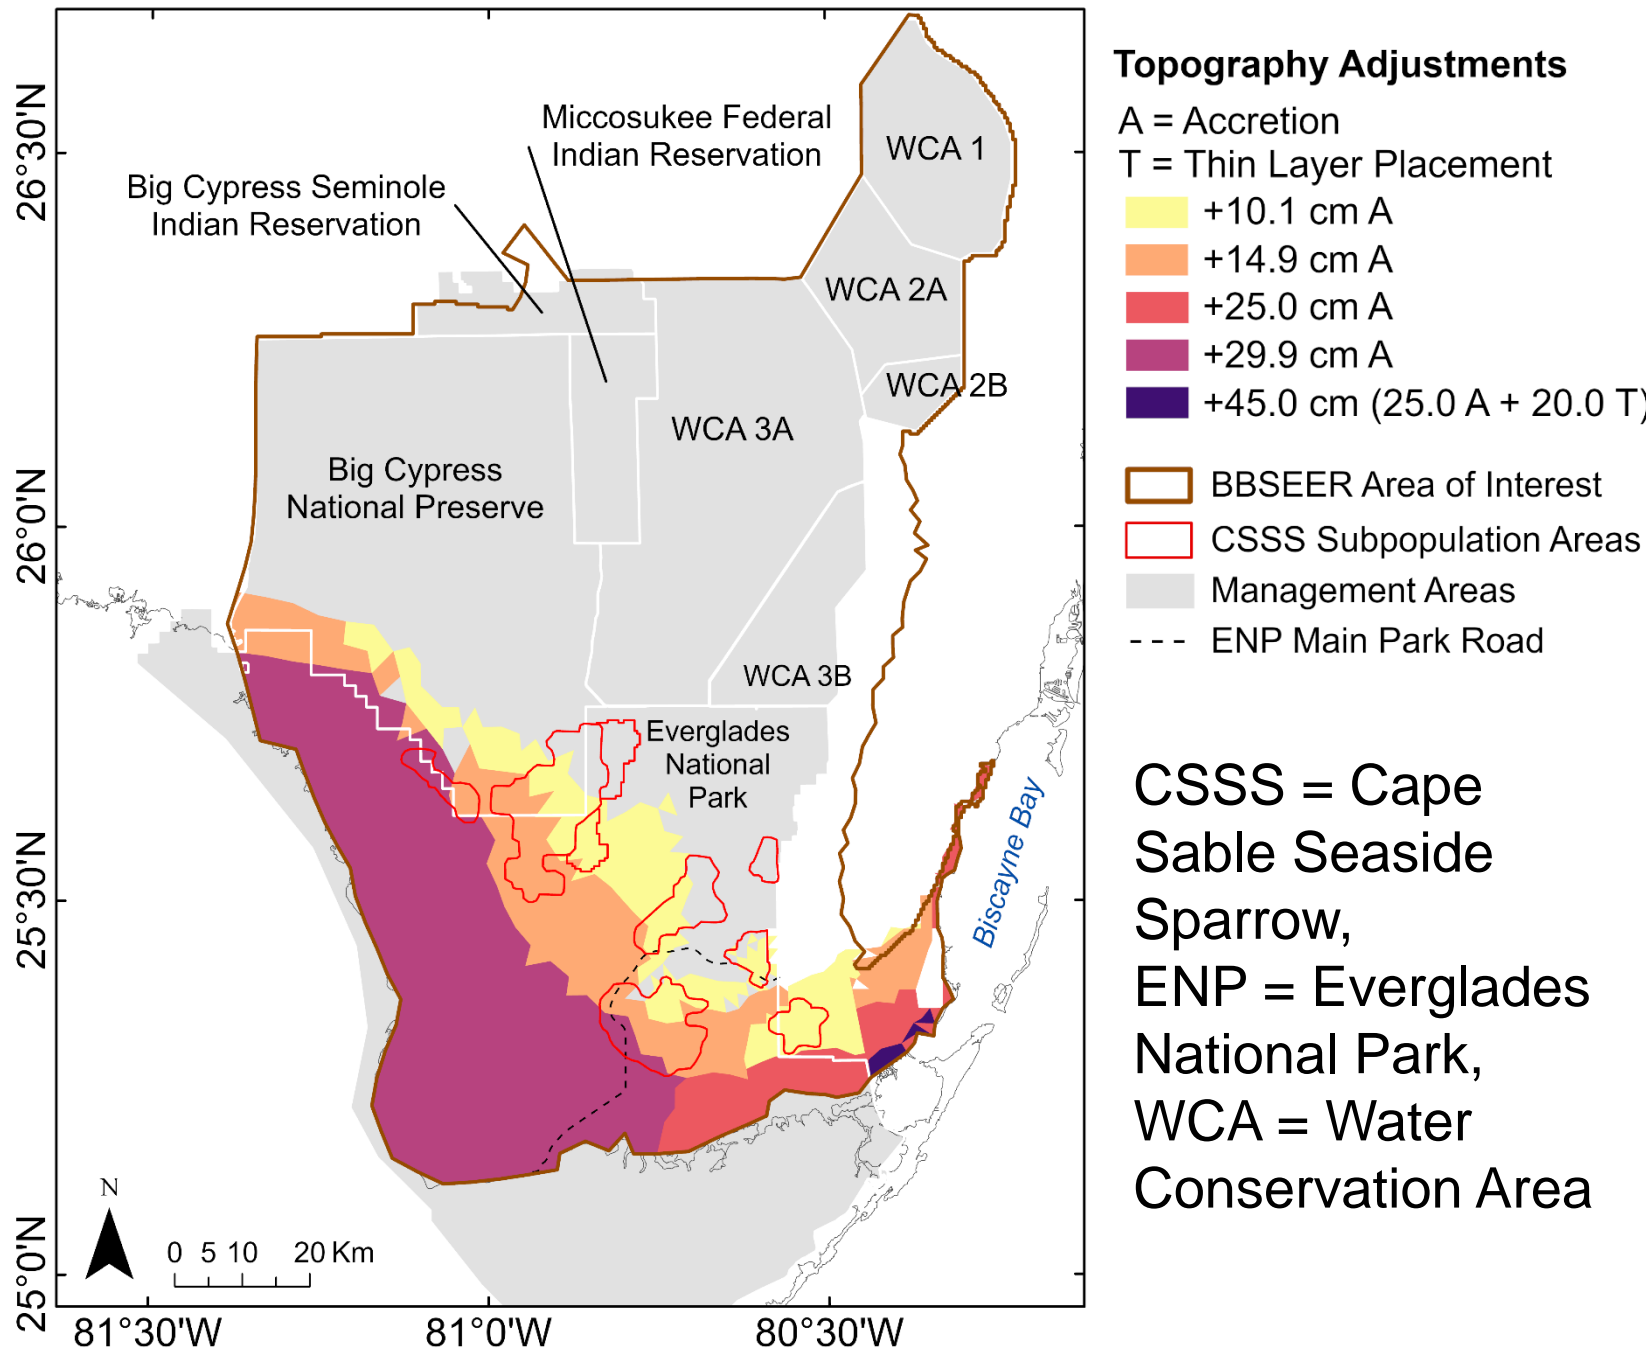 Topography Adjustments
A = Accretion
T = Thin Layer Placement
+10.1 cm A
+14.9 cm A
+25.0 cm A
+29.9 cm A
+45.0 cm (25.0 A + 20.0 T)
BBSEER Area of Interest
CSSS Subpopulation Areas
Management Areas
ENP Main Park Road
CSSS = Cape
Sable Seaside
Sparrow,
ENP = Everglades
National Park,
WCA = Water
Conservation Area
Miccosukee Federal
Indian Reservation
Big Cypress Seminole
Indian Reservation
WCA 1
WCA 2A
WCA 2B
WCA 3A
Big Cypress
National Preserve
WCA 3B
Everglades
National
Park
Biscayne Bay
N
0 5 10 20 Km
26°30'N
26°0'N
25°30'N
25°0'N
81°30'W
81°0'W
80°30'W